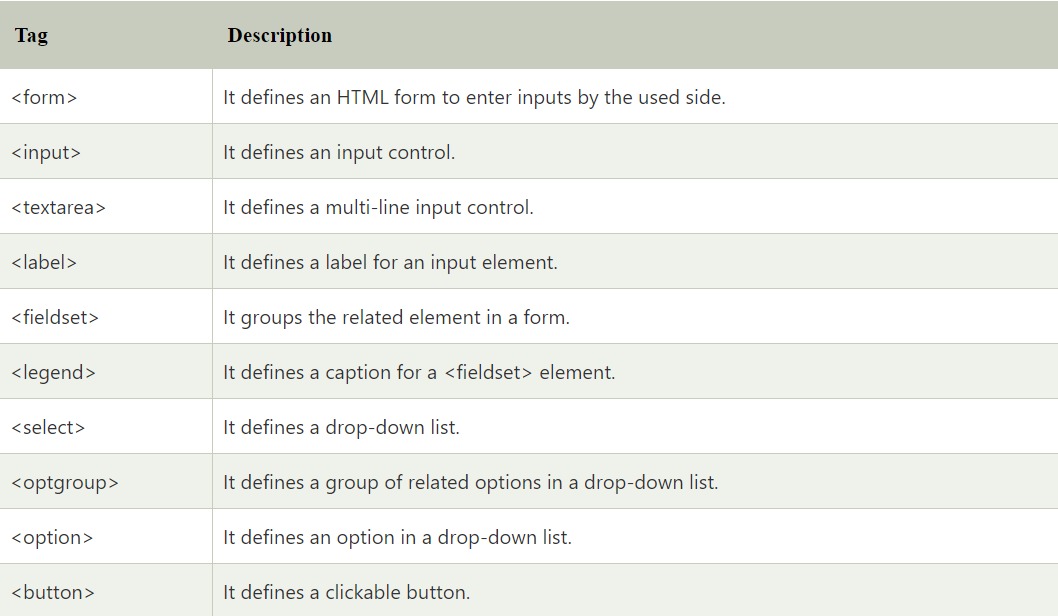 Tag Description
<form> It defines an HTML form to enter inputs by the used side.
<input> It defines an input control.
<textarea> It defines a multi-line input control.
<label> It defines a label for an input element.
<fieldset> It groups the related element in a form.
<legend> It defines a caption for a <fieldset> element.
<select> It defines a drop-down list.
<optgroup> It defines a group of related options in a drop-down list.
<option> It defines an option in a drop-down list.
<button> It defines a clickable button.